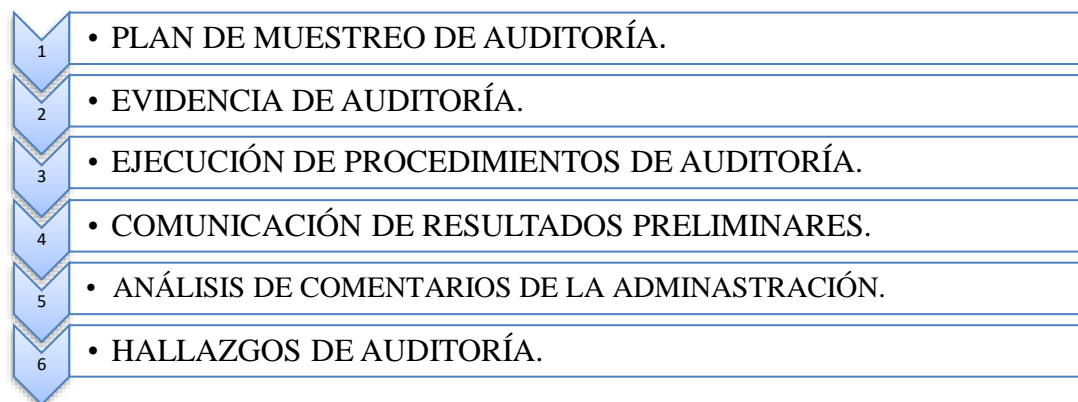 1 • PLAN DE MUESTREO DE AUDITORÍA.
2 • EVIDENCIA DE AUDITORÍA.
3 • EJECUCIÓN DE PROCEDIMIENTOS DE AUDITORÍA.
4 • COMUNICACIÓN DE RESULTADOS PRELIMINARES.
5 • ANÁLISIS DE COMENTARIOS DE LA ADMINASTRACIÓN.
6 • HALLAZGOS DE AUDITORÍA.